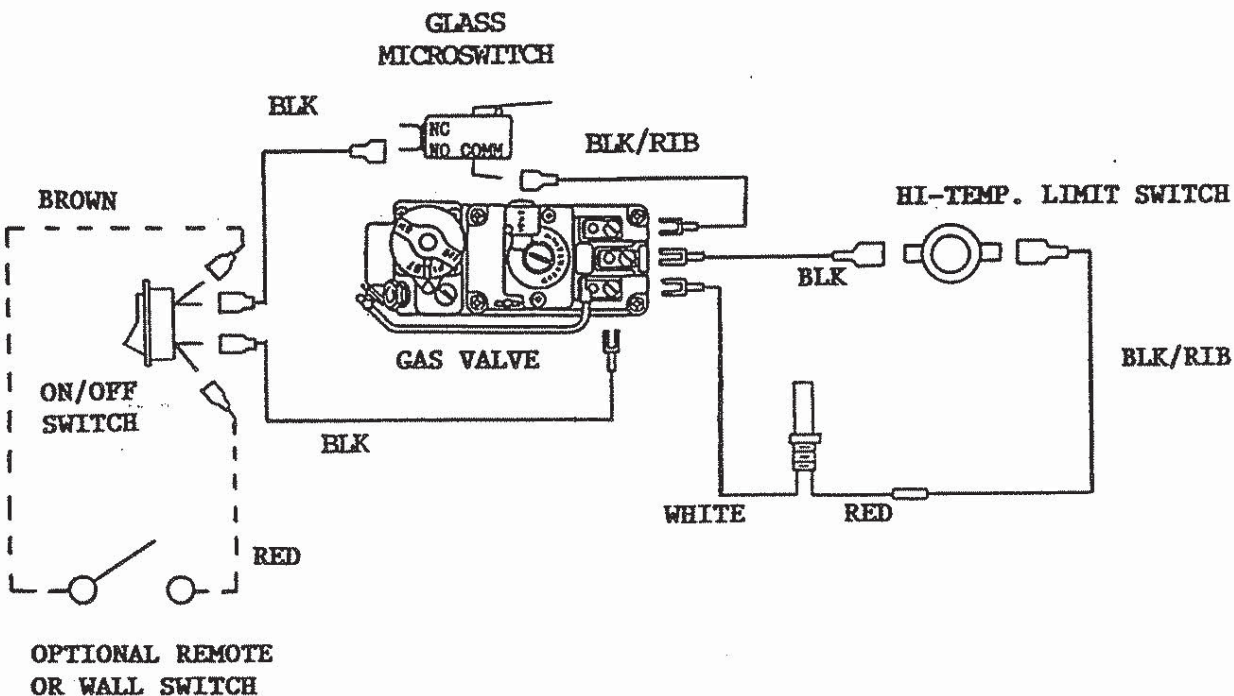 GLASS
MICROSWITCH
BLK
NC
NO COMM
BLK/RIB
BROWN
HI-TEMP. LIMIT SWITCH
BLK
GAS VALVE
BLK/RIB
ON/OFF
SWITCH
BLK
WHITE
RED
RED
OPTIONAL REMOTE
OR WALL SWITCH